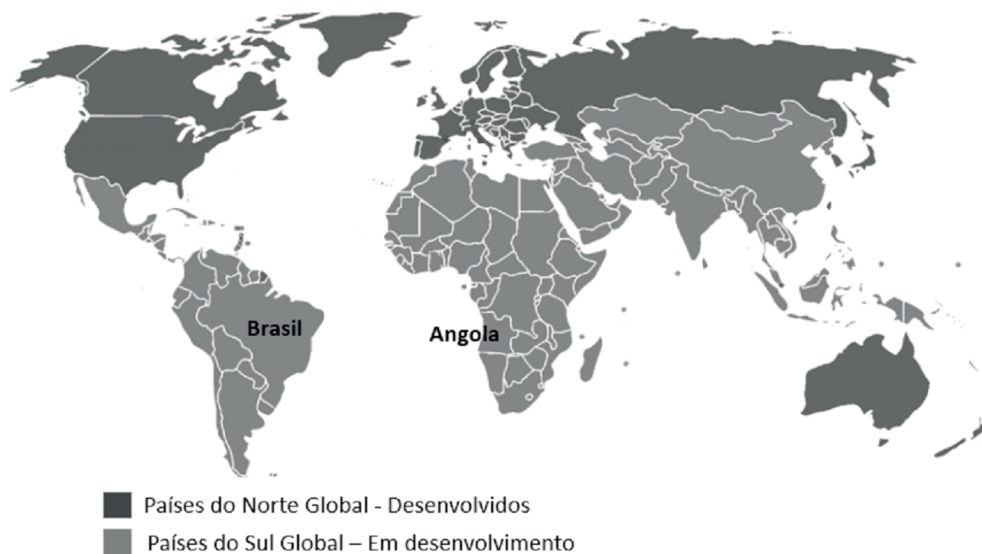 Brasil
Angola
Países do Norte Global - Desenvolvidos
Países do Sul Global – Em desenvolvimento